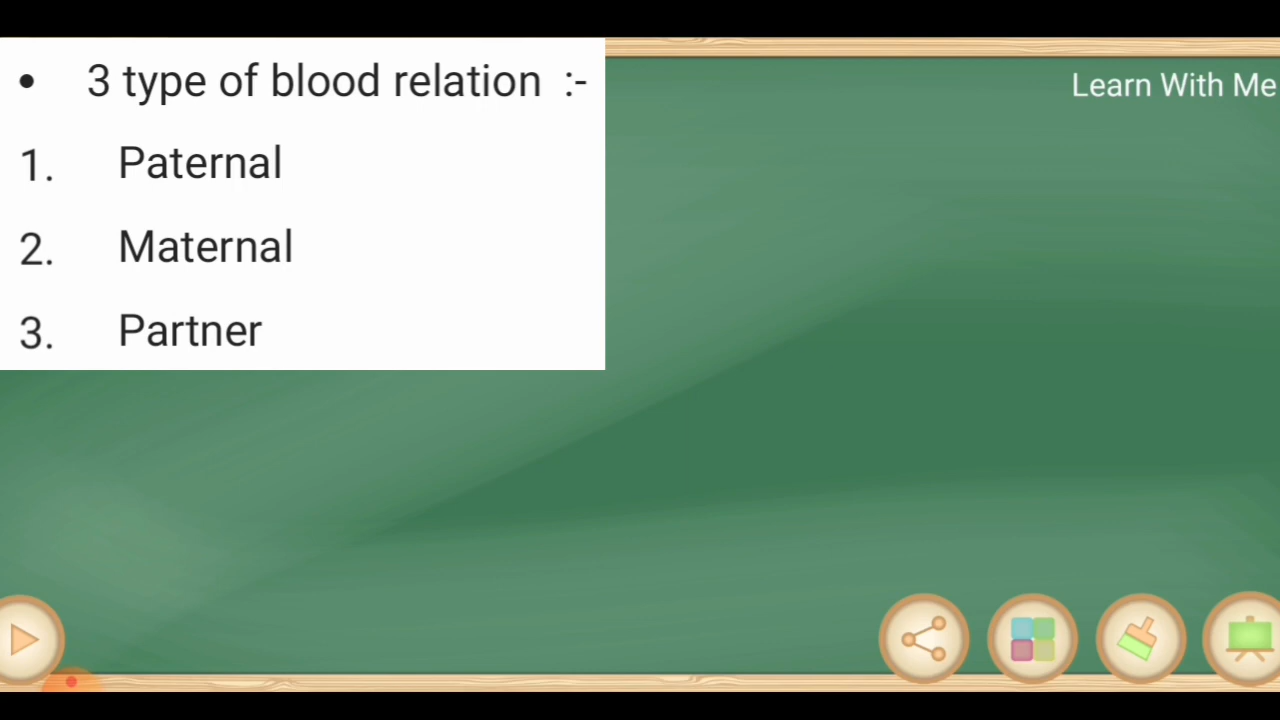 • 3 type of blood relation :-
1. Paternal
2. Maternal
3. Partner
Learn With Me